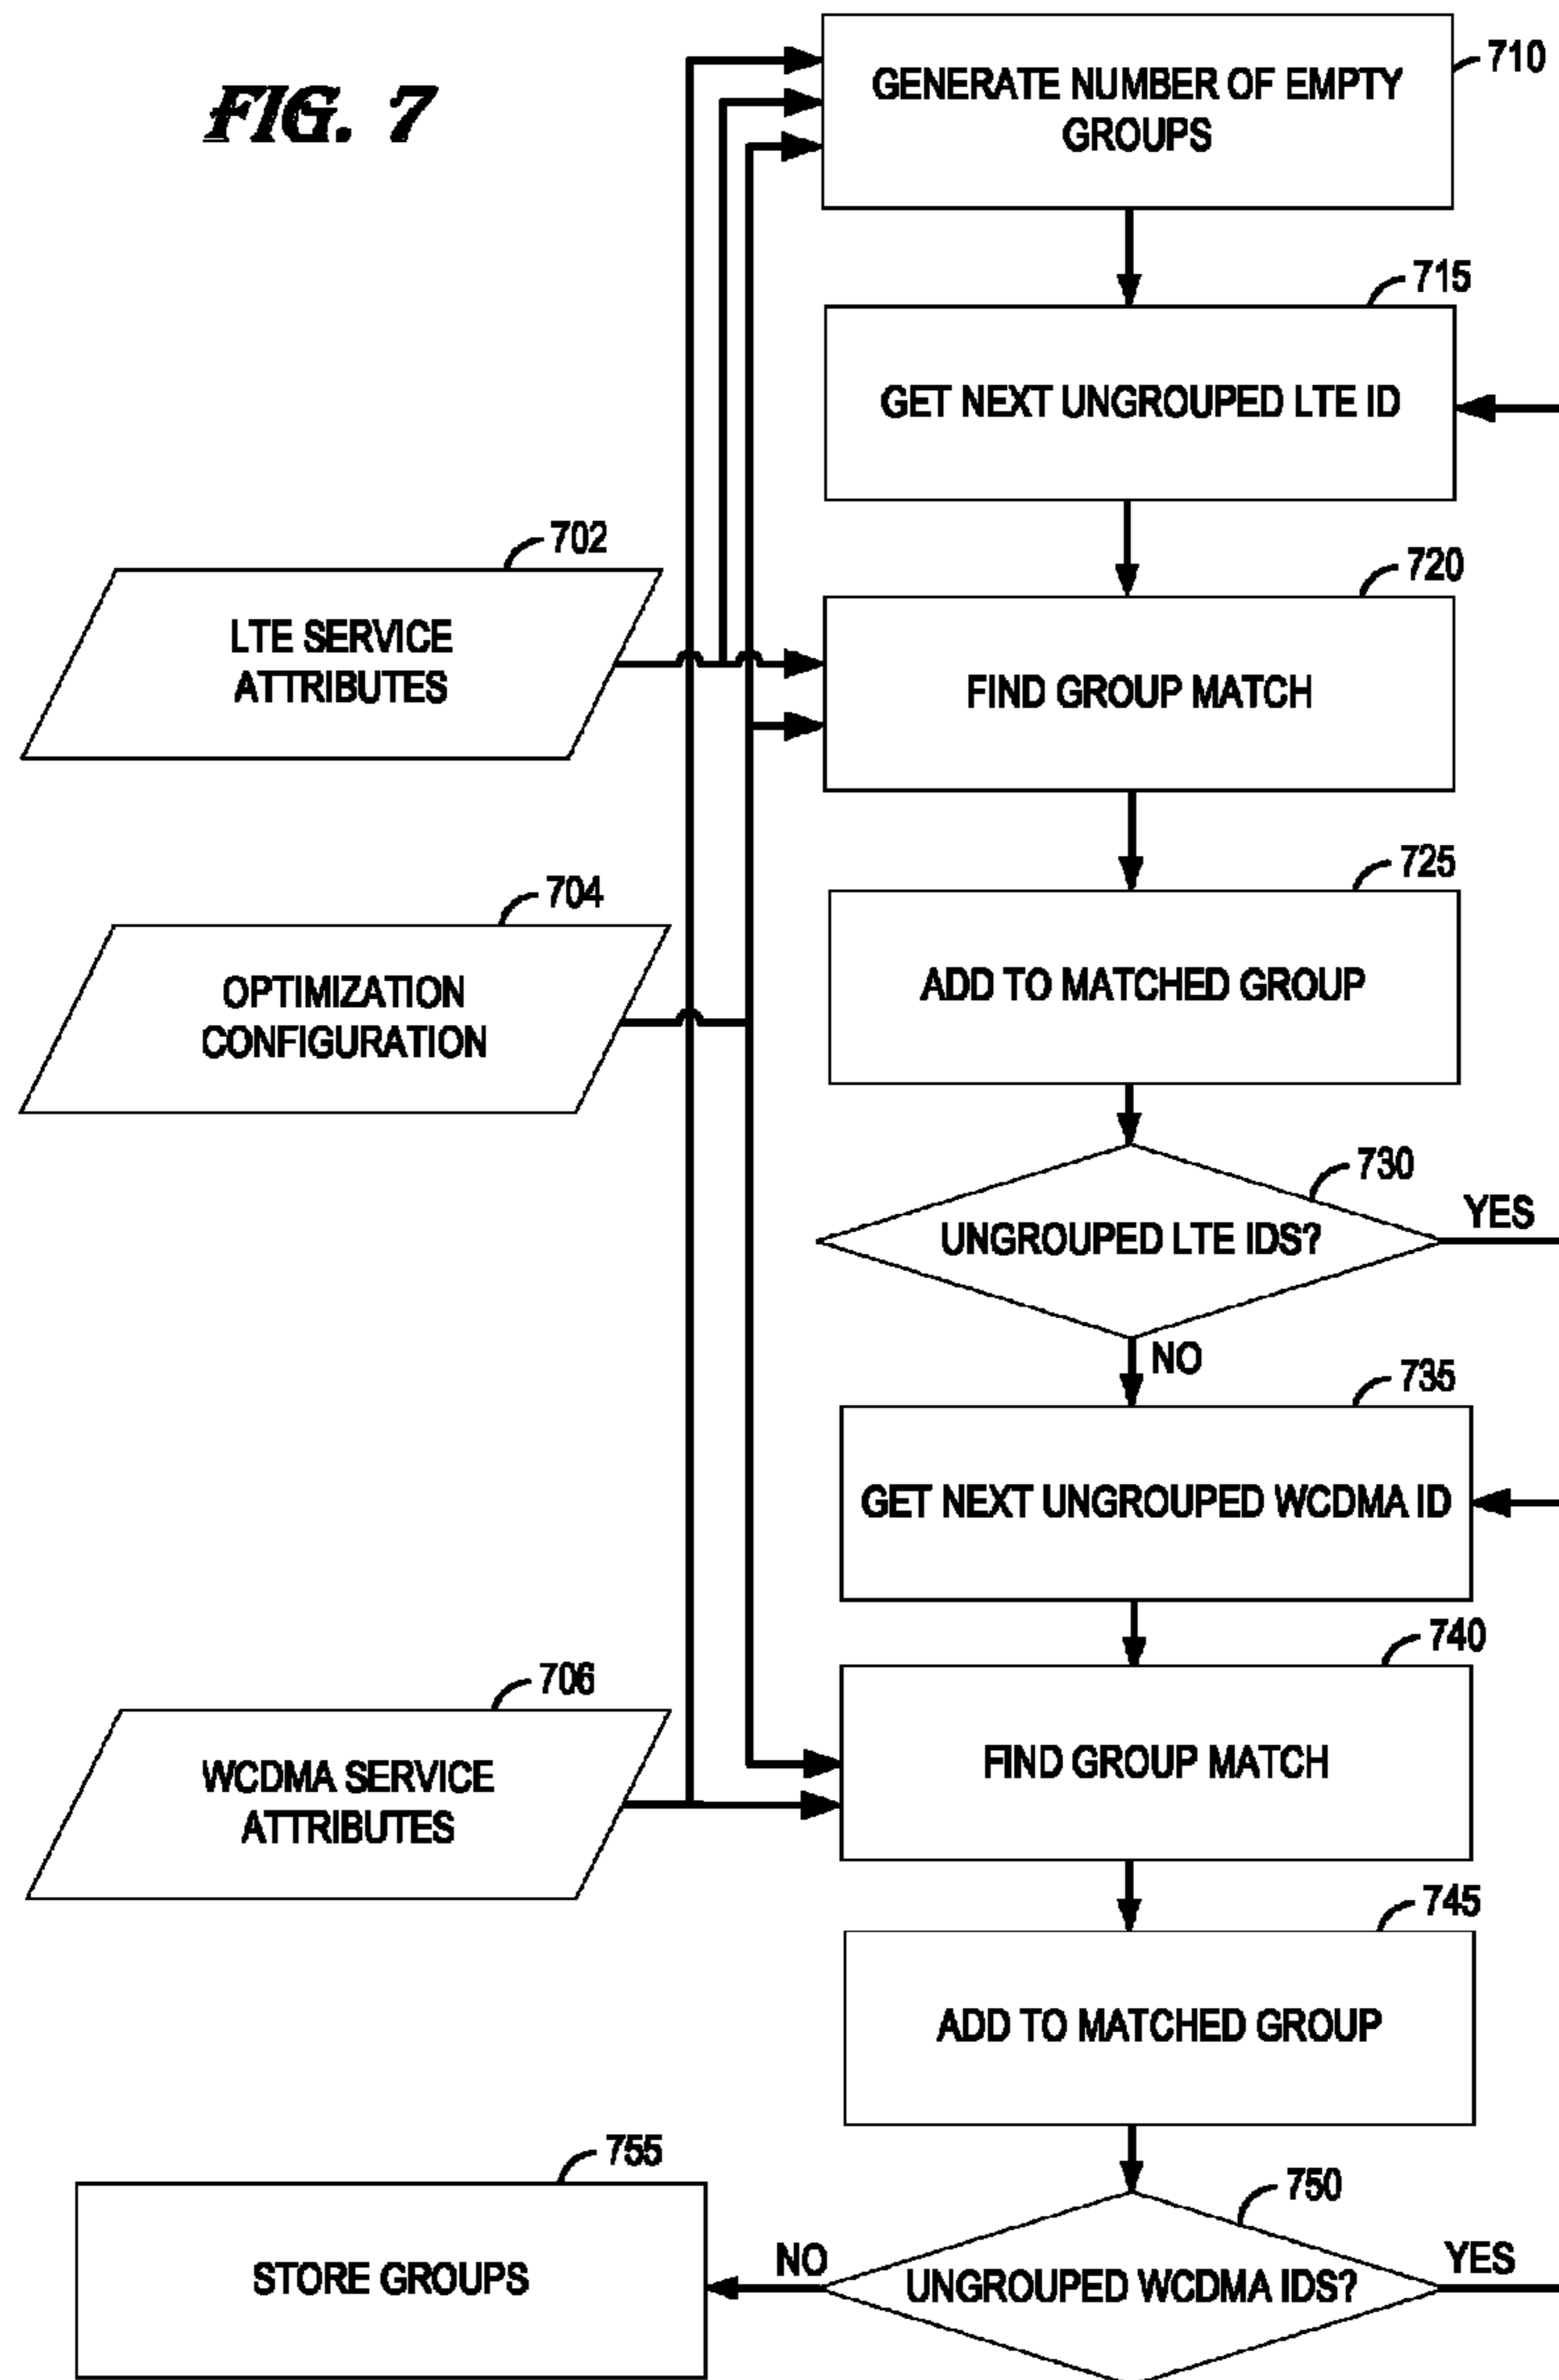 FIG. 7
GENERATE NUMBER OF EMPTY
GROUPS
710
715
GET NEXT UNGROUPED LTE ID
702
LTE SERVICE
ATTRIBUTES
720
FIND GROUP MATCH
725
ADD TO MATCHED GROUP
704
OPTIMIZATION
CONFIGURATION
730
UNGROUPED LTE IDS?
YES
NO
735
GET NEXT UNGROUPED WCDMA ID
706
WCDMA SERVICE
ATTRIBUTES
740
FIND GROUP MATCH
745
ADD TO MATCHED GROUP
750
UNGROUPED WCDMA IDS?
YES
NO
755
STORE GROUPS